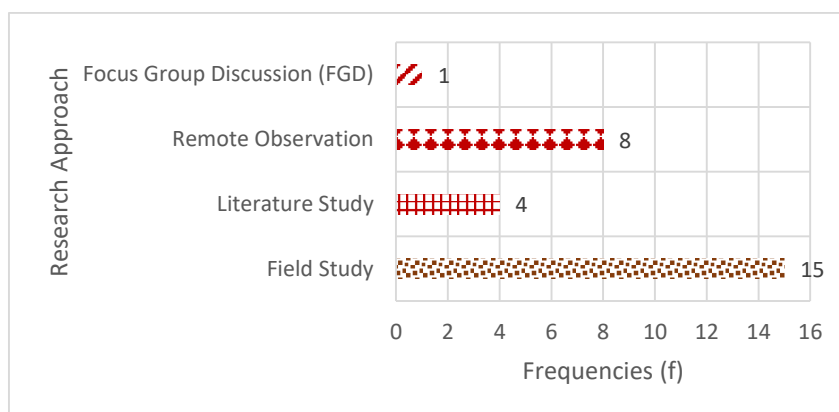 Research Approach
Focus Group Discussion (FGD)
1
Remote Observation
8
Literature Study
4
Field Study
15
0 2 4 6 8 10 12 14 16
Frequencies (f)